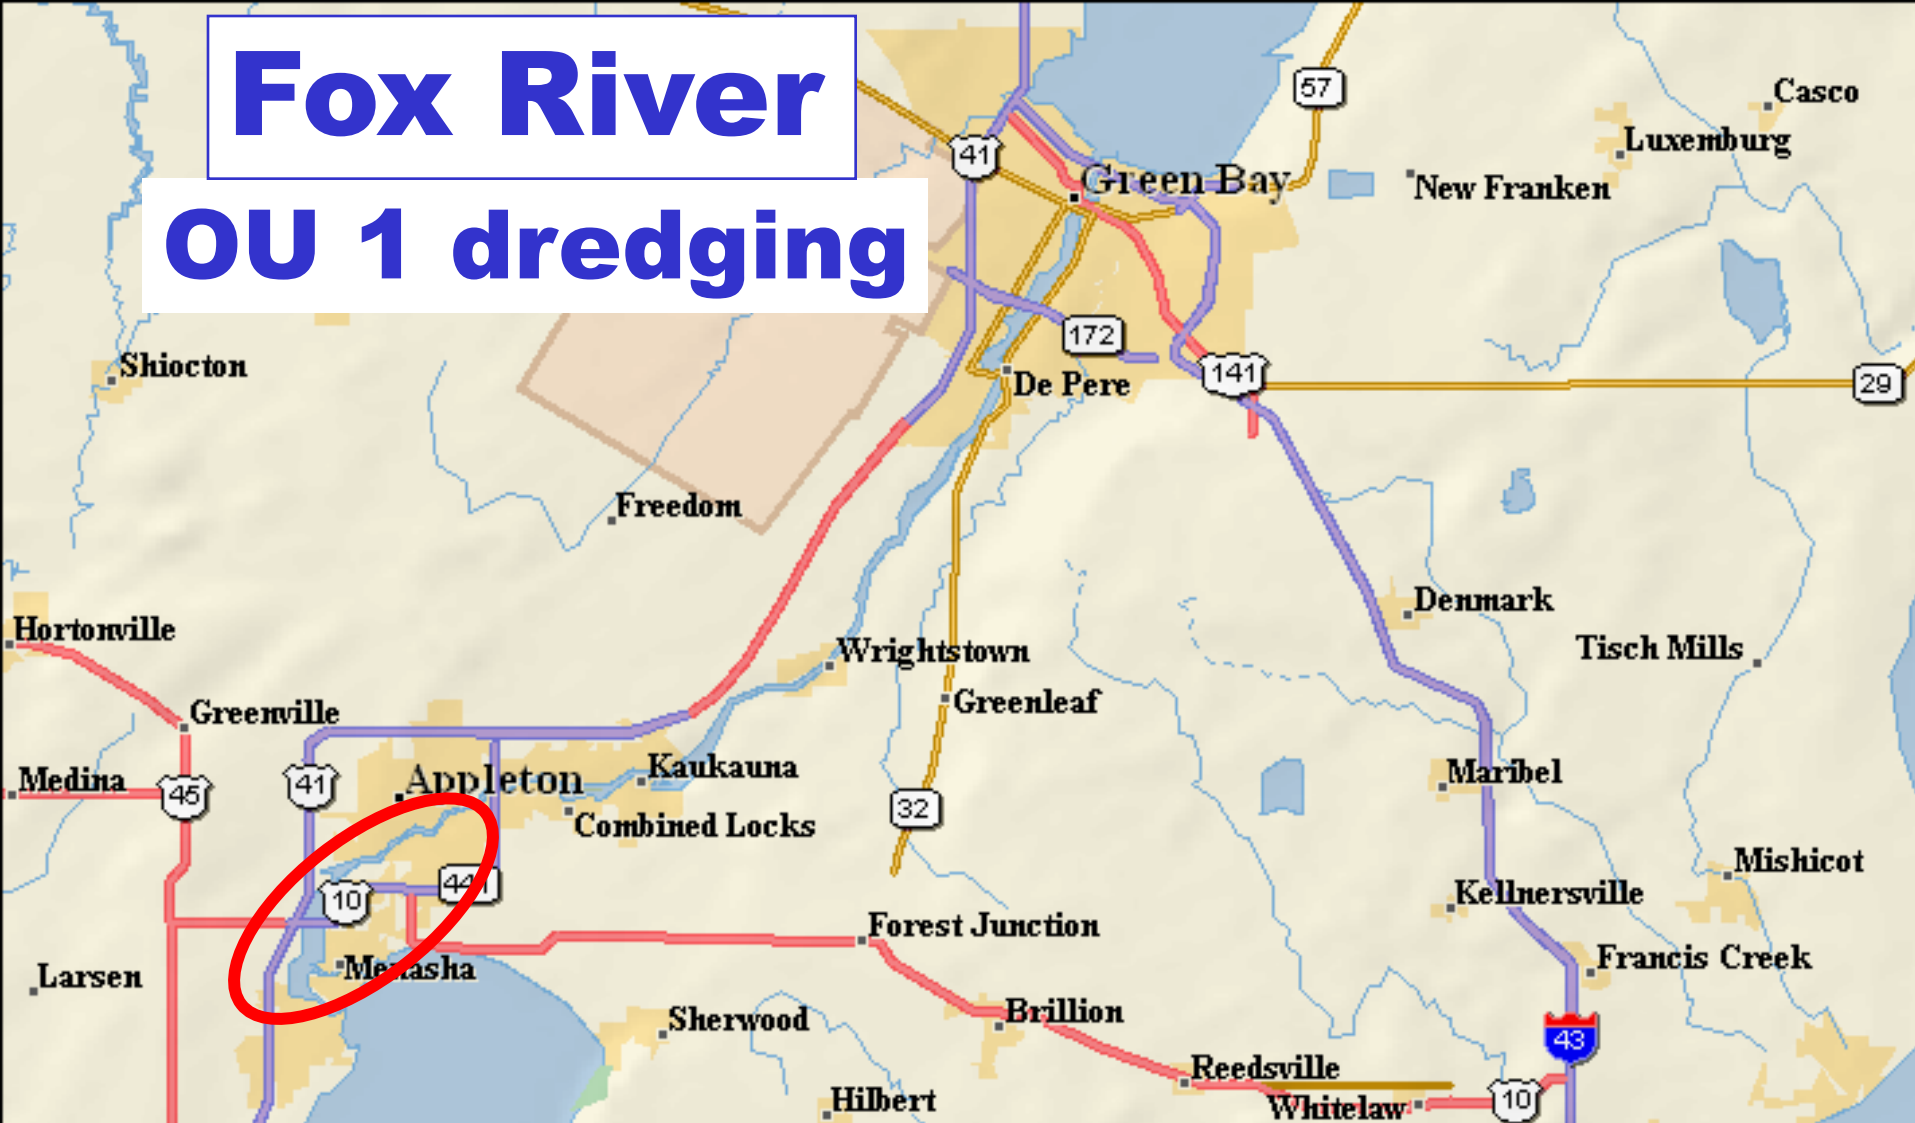 Fox River
OU 1 dredging
57
Casco
Luxemburg
41
Green Bay
New Franken
172
Shiocton
De Pere
141
29
Freedom
Denmark
Hortonville
Tisch Mills
Wrightstown
Greenleaf
Greenville
Kaukauna
Maribel
Medina
45
41
Appleton
32
Combined Locks
Mishicot
10
441
Kellnersville
Forest Junction
Francis Creek
Larsen
Menasha
Sherwood
Brillion
43
Reedsville
Hilbert
Whitelaw
10